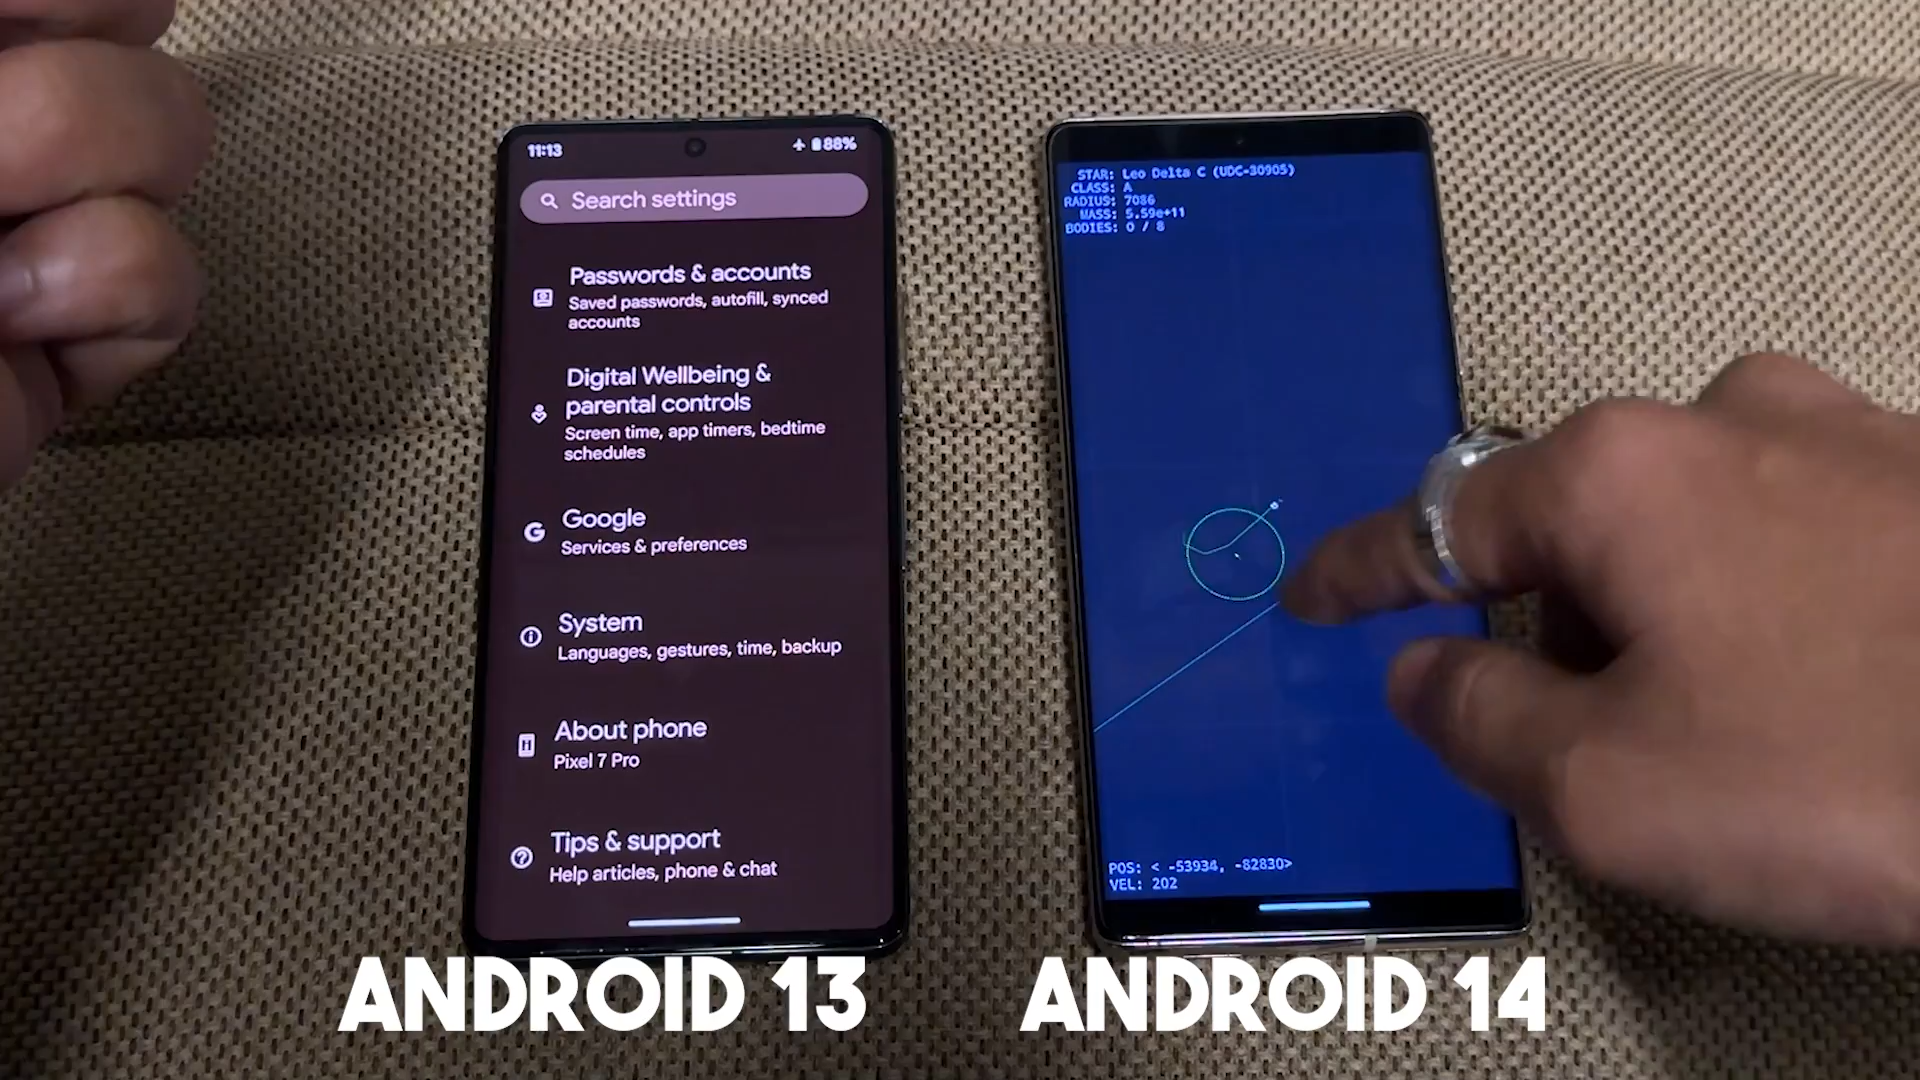 11:13
88%
Search settings
Passwords & accounts
Saved passwords, autofill, synced
accounts
Digital Wellbeing &
parental controls
Screen time, app timers, bedtime
schedules
Google
Services & preferences
System
Languages, gestures, time, backup
About phone
Pixel 7 Pro
Tips & support
Help articles, phone & chat
STAR: Leo Delta C (UDC-30905)
CLASS: A
RADIUS: 7086
MASS: 5.59e+11
BODIES: 0 / 8
POS: < -53934, -82830>
VEL: 202
ANDROID 13
ANDROID 14